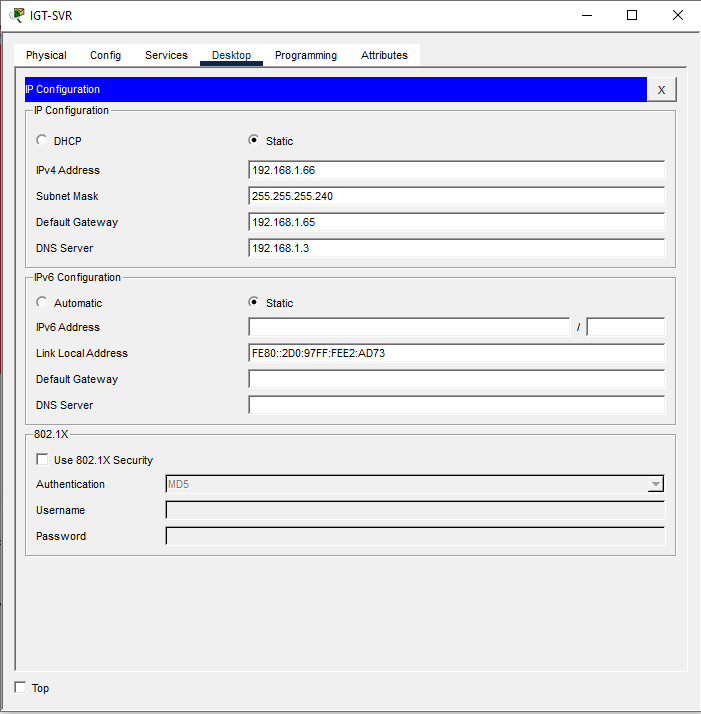 IGT-SVR
Physical Config Services Desktop Programming Attributes
IP Configuration X
IP Configuration
DHCP Static
IPv4 Address 192.168.1.66
Subnet Mask 255.255.255.240
Default Gateway 192.168.1.65
DNS Server 192.168.1.3
IPv6 Configuration
Automatic Static
IPv6 Address /
Link Local Address FE80::2D0:97FF:FEE2:AD73
Default Gateway
DNS Server
802.1X
Use 802.1X Security
Authentication MD5
Username
Password
Top